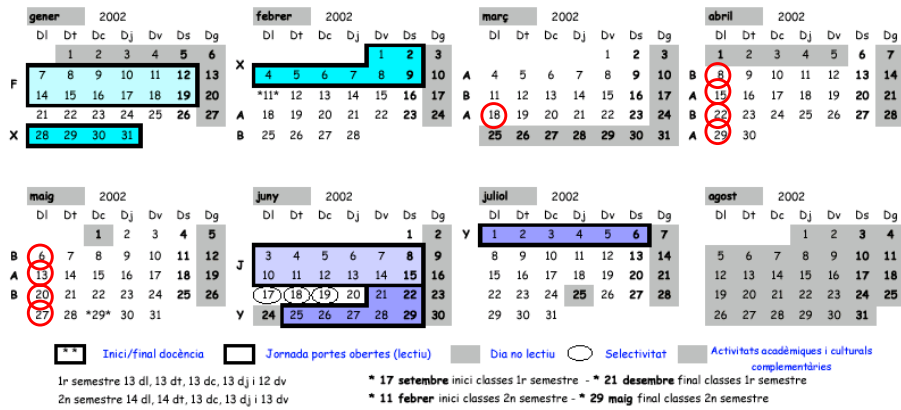 gener 2002 febrer 2002 març 2002 abril 2002
Dl Dt Dc Dj Dv Ds Dg Dl Dt Dc Dj Dv Ds Dg Dl Dt Dc Dj Dv Ds Dg Dl Dt Dc Dj Dv Ds Dg
1 2 3 4 5 6 X 1 2 3 1 2 3 1 2 3 4 5 6 7
F 7 8 9 10 11 12 13 4 5 6 7 8 9 10 A 4 5 6 7 8 9 10 B 8 9 10 11 12 13 14
14 15 16 17 18 19 20 *11* 12 13 14 15 16 17 B 11 12 13 14 15 16 17 A 15 16 17 18 19 20 21
21 22 23 24 25 26 27 A 18 19 20 21 22 23 24 A 18 19 20 21 22 23 24 B 22 23 24 25 26 27 28
X 28 29 30 31 B 25 26 27 28 25 26 27 28 29 30 31 A 29 30
maig 2002 juny 2002 juliol 2002 agost 2002
Dl Dt Dc Dj Dv Ds Dg Dl Dt Dc Dj Dv Ds Dg Dl Dt Dc Dj Dv Ds Dg Dl Dt Dc Dj Dv Ds Dg
1 2 3 4 5 1 2 Y 1 2 3 4 5 6 7 1 2 3 4
B 6 7 8 9 10 11 12 J 3 4 5 6 7 8 9 8 9 10 11 12 13 14 5 6 7 8 9 10 11
A 13 14 15 16 17 18 19 10 11 12 13 14 15 16 15 16 17 18 19 20 21 12 13 14 15 16 17 18
B 20 21 22 23 24 25 26 17 18 19 20 21 22 23 22 23 24 25 26 27 28 19 20 21 22 23 24 25
27 28 *29* 30 31 Y 24 25 26 27 28 29 30 29 30 31 26 27 28 29 30 31
** Inici/final docència Jornada portes obertes (lectiu) Dia no lectiu Selectivitat Activitats acadèmiques i culturals
complementàries
1r semestre 13 dl, 13 dt, 13 dc, 13 dj i 12 dv * 17 setembre inici classes 1r semestre - * 21 desembre final classes 1r semestre
2n semestre 14 dl, 14 dt, 13 dc, 13 dj i 13 dv * 11 febrer inici classes 2n semestre - * 29 maig final classes 2n semestre